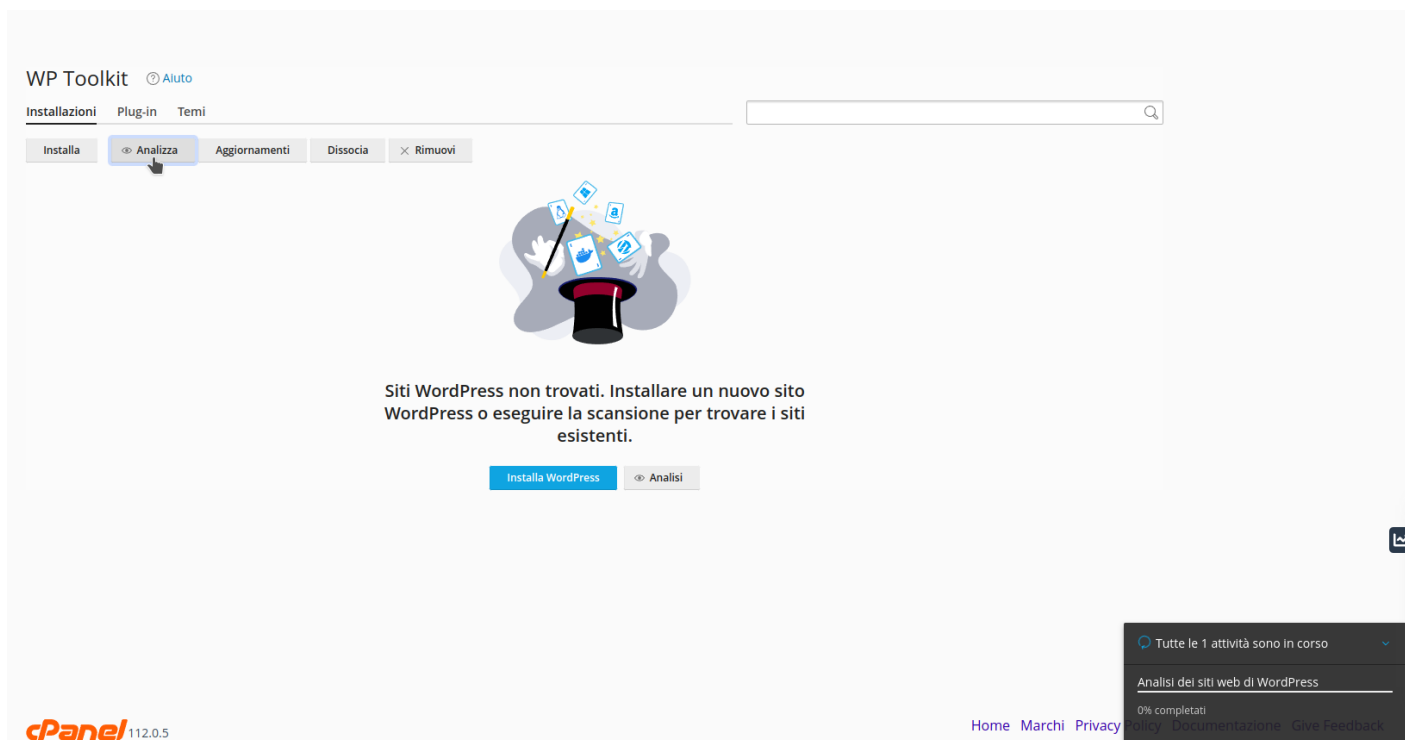 WP Toolkit ? Aiuto
Installazioni Plug-in Temi
Installa Analizza Aggiornamenti Dissocia Rimuovi
a
Siti WordPress non trovati. Installare un nuovo sito
WordPress o eseguire la scansione per trovare i siti
esistenti.
Installa WordPress Analisi
Tutte le 1 attività sono in corso
Analisi dei siti web di WordPress
0% completati
cPanel 112.0.5
Home Marchi Privacy Policy Documentazione Give Feedback